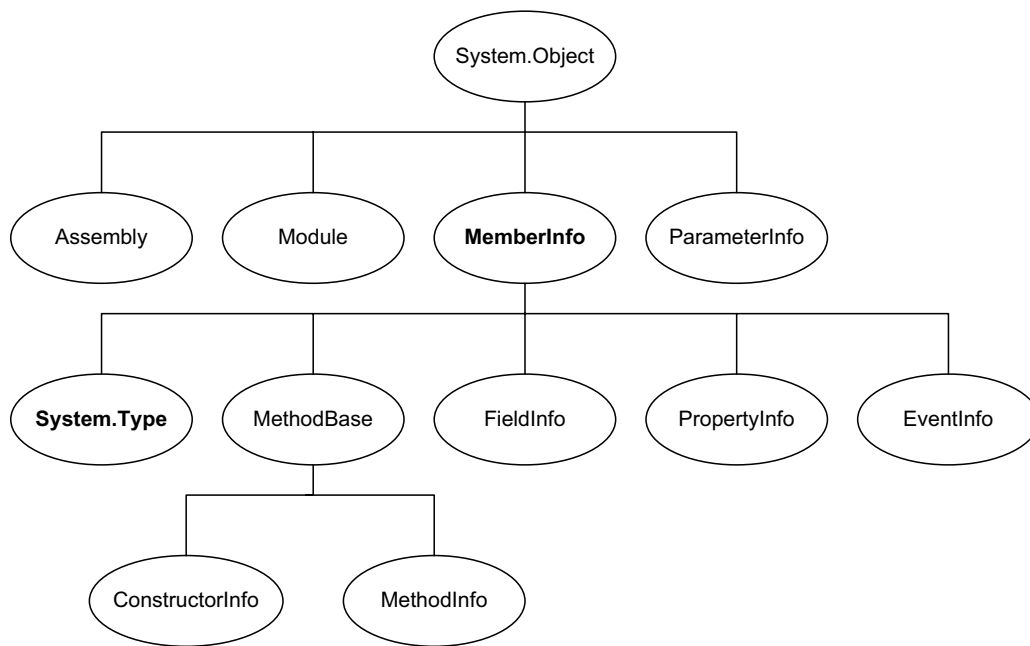 System.Object
Assembly
Module
MemberInfo
ParameterInfo
System.Type
MethodBase
FieldInfo
PropertyInfo
EventInfo
ConstructorInfo
MethodInfo